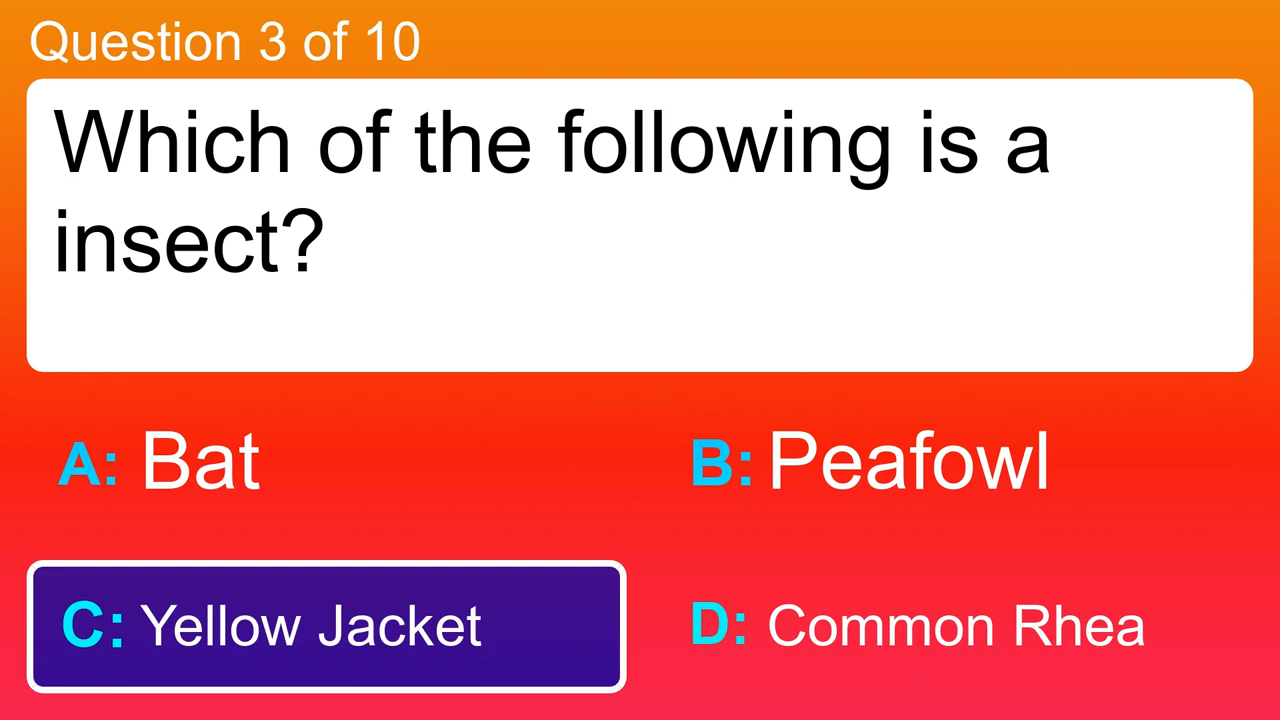 Question 3 of 10
Which of the following is a
insect?
A: Bat
B: Peafowl
C: Yellow Jacket
D: Common Rhea